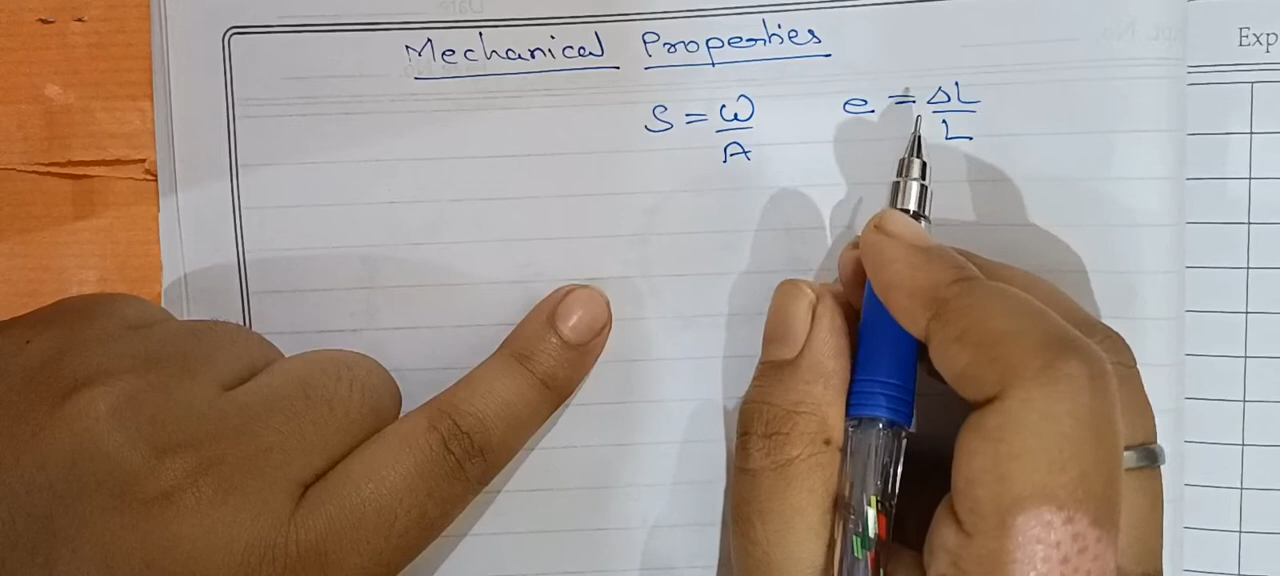 Mechanical Properties
S = ω/A e = ΔL/L
Exp